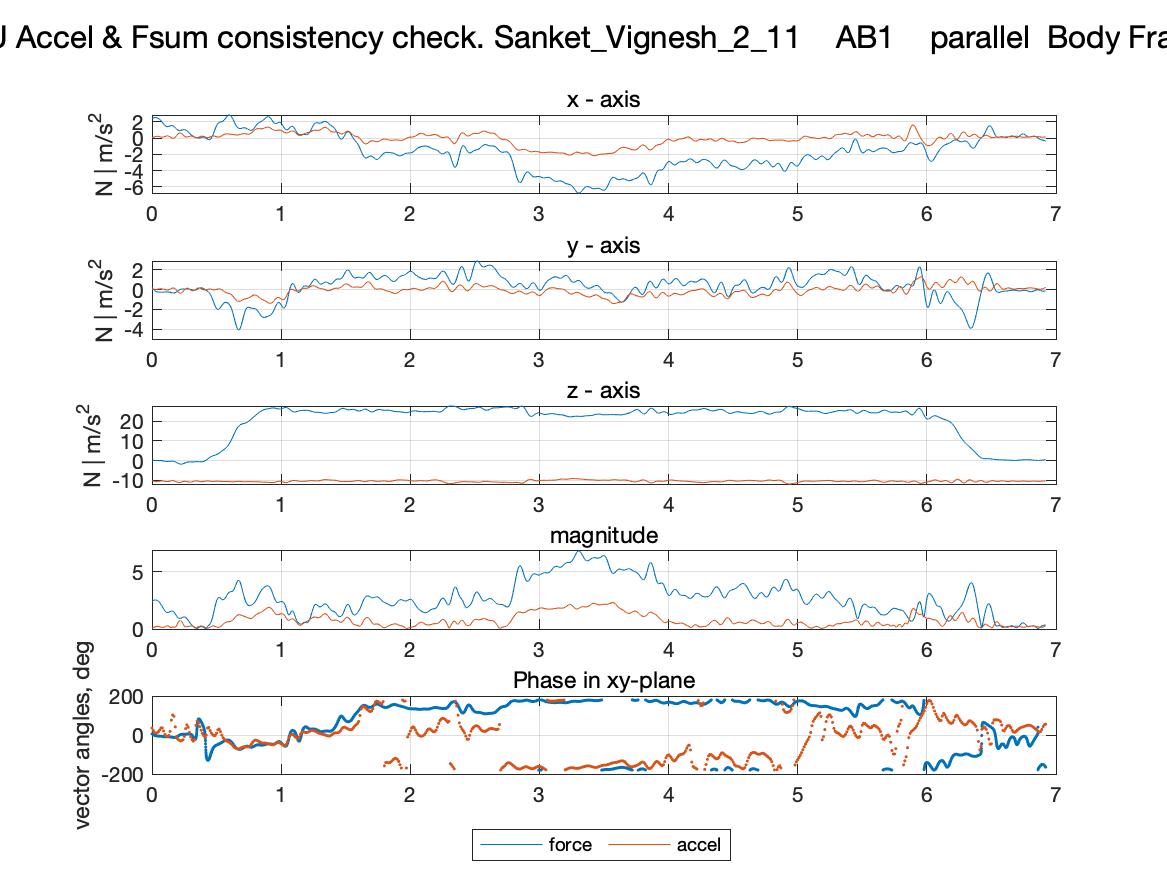 U Accel & Fsum consistency check. Sanket_Vignesh_2_11 AB1 parallel Body Fra
x - axis
N | m/s²
2
0
-2
-4
-6
0 1 2 3 4 5 6 7
y - axis
N | m/s²
2
0
-2
-4
0 1 2 3 4 5 6 7
z - axis
N | m/s²
20
10
0
-10
0 1 2 3 4 5 6 7
magnitude
5
0
0 1 2 3 4 5 6 7
Phase in xy-plane
vector angles, deg
200
0
-200
0 1 2 3 4 5 6 7
force accel